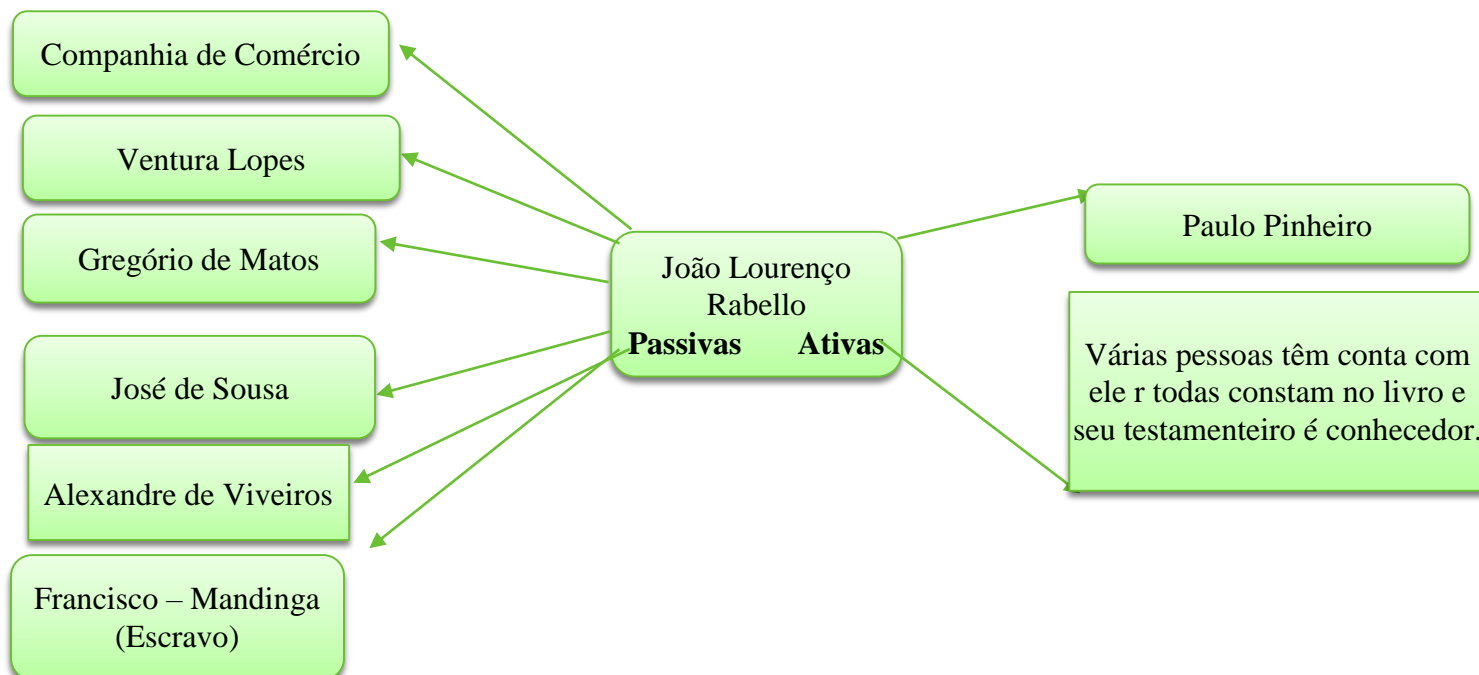 Companhia de Comércio
Ventura Lopes
Gregório de Matos
José de Sousa
Alexandre de Viveiros
Francisco – Mandinga
(Escravo)
João Lourenço
Rabello
Passivas Ativas
Paulo Pinheiro
Várias pessoas têm conta com
ele r todas constam no livro e
seu testamenteiro é conhecedor.